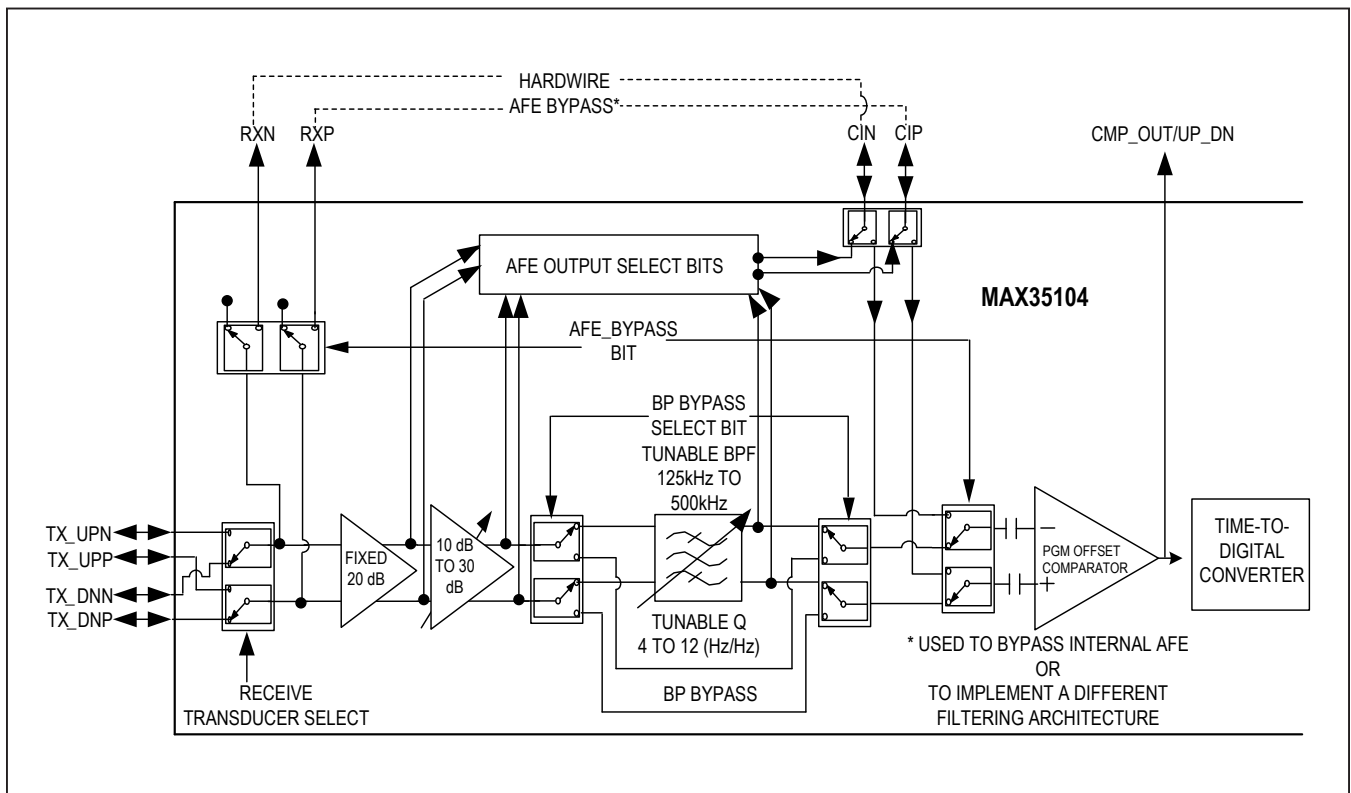 HARDWIRE
AFE BYPASS*
RXN RXP
CIN CIP
CMP_OUT/UP_DN
AFE OUTPUT SELECT BITS
MAX35104
AFE_BYPASS
BIT
BP BYPASS
SELECT BIT
TUNABLE BPF
125kHz TO
500kHz
TX_UPN
TX_UPP
TX_DNN
TX_DNP
FIXED
20 dB
10 dB
TO 30
dB
–
+
PGM OFFSET
COMPARATOR
TIME-TO-
DIGITAL
CONVERTER
TUNABLE Q
4 TO 12 (Hz/Hz)
BP BYPASS
RECEIVE
TRANSDUCER SELECT
* USED TO BYPASS INTERNAL AFE
OR
TO IMPLEMENT A DIFFERENT
FILTERING ARCHITECTURE